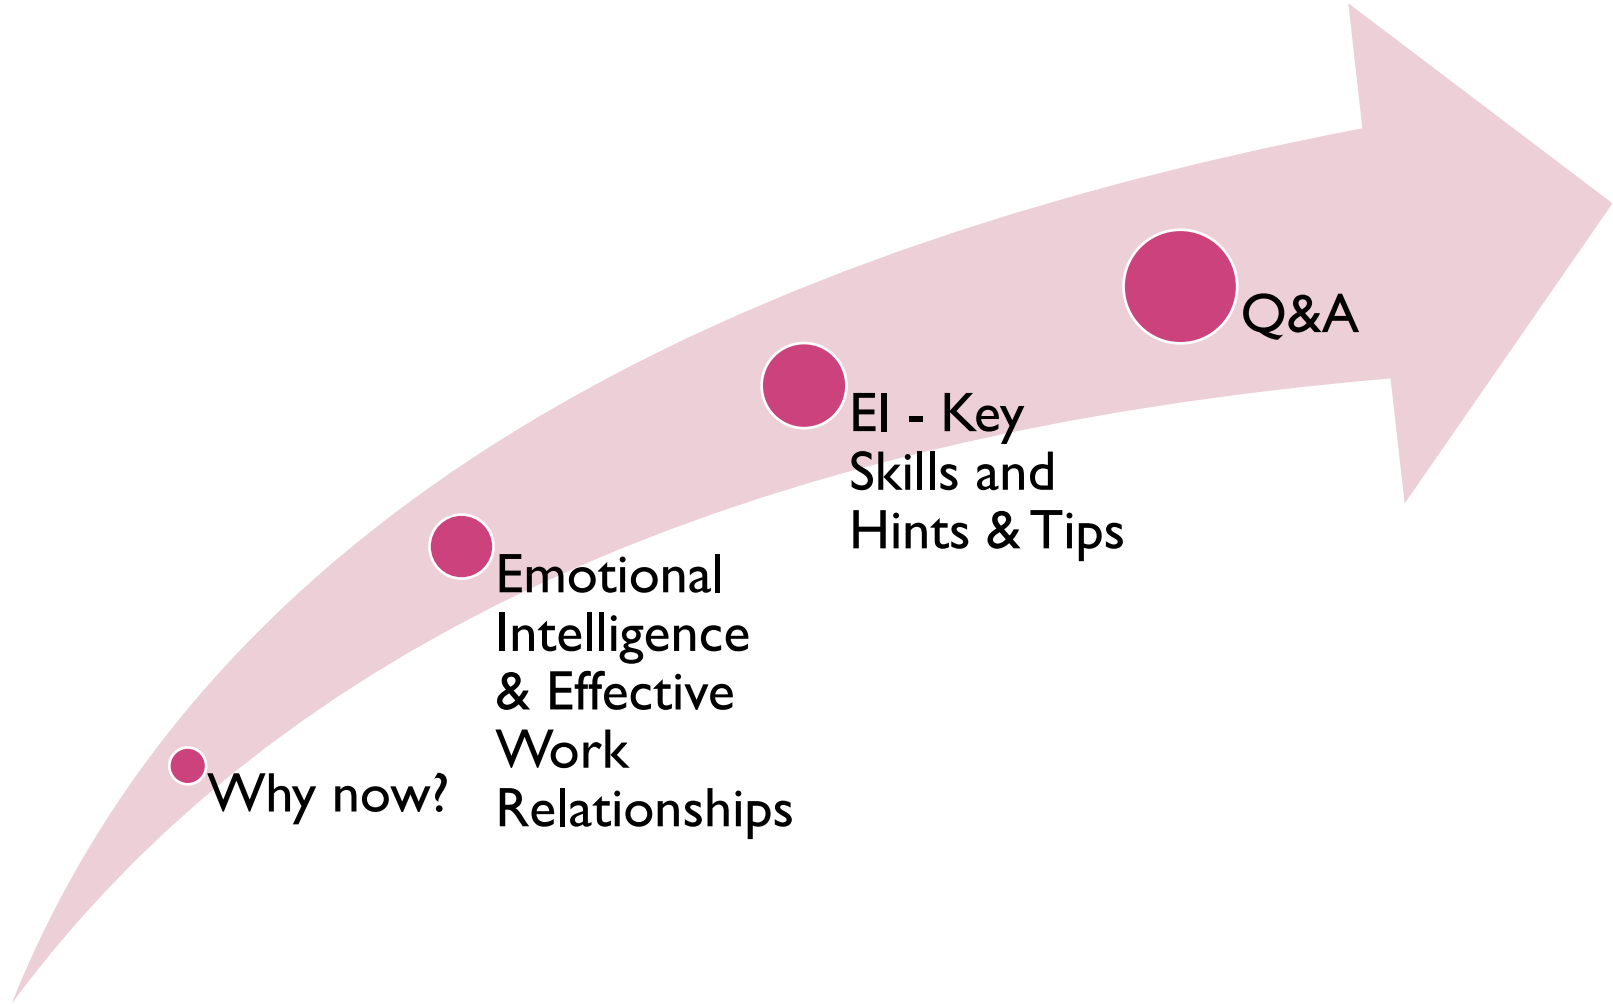 Why now?
Emotional
Intelligence
& Effective
Work
Relationships
EI - Key
Skills and
Hints & Tips
Q&A